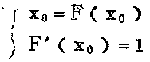 x₀ = F ( x₀ )
F' ( x₀ ) = 1